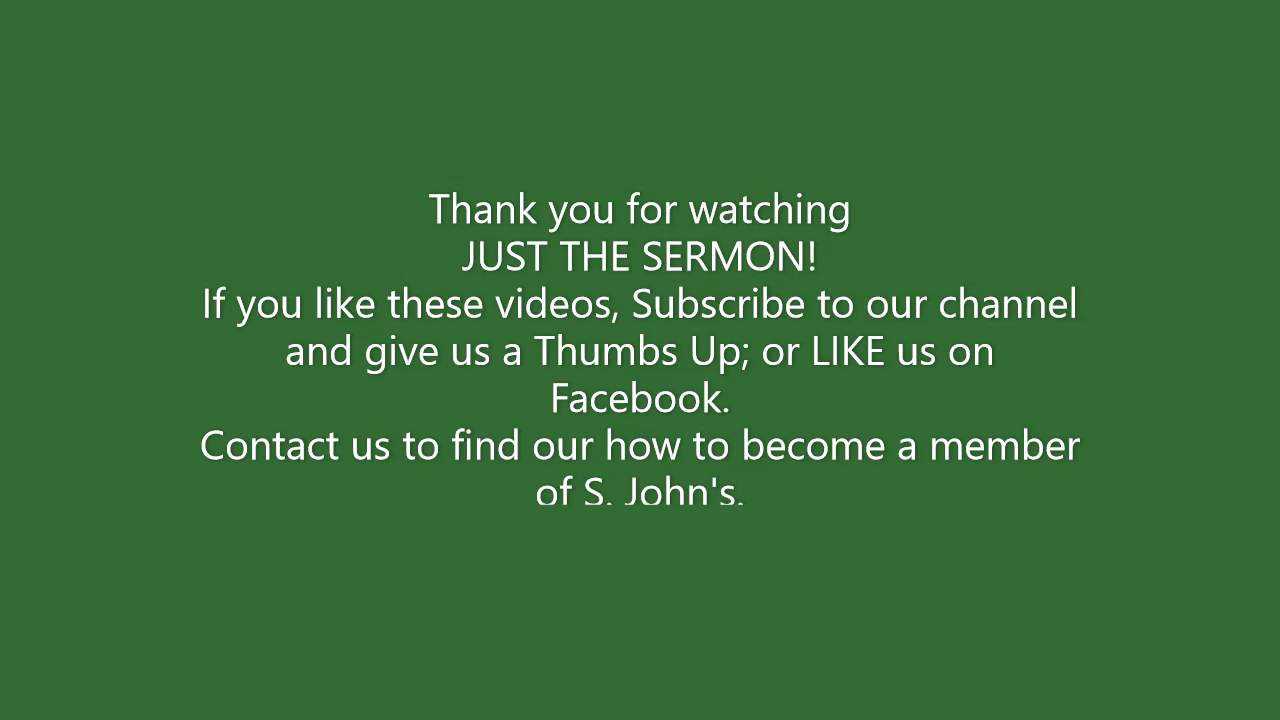 Thank you for watching
JUST THE SERMON!
If you like these videos, Subscribe to our channel
and give us a Thumbs Up; or LIKE us on
Facebook.
Contact us to find our how to become a member
of S. John's.